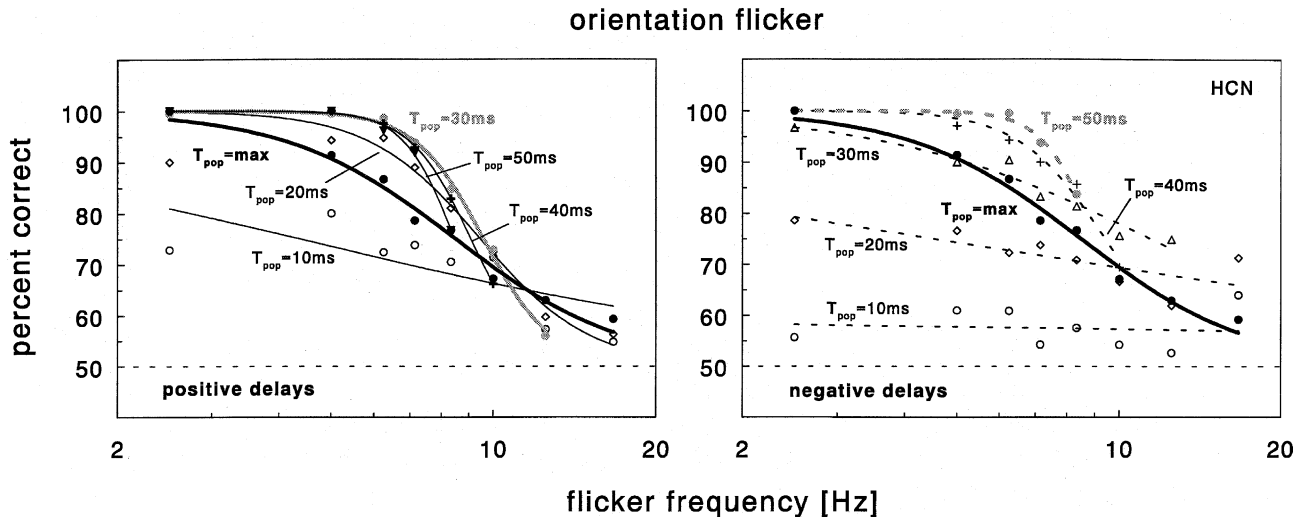 orientation flicker
percent correct
100
90
80
70
60
50
T_pop=30ms
T_pop=max
T_pop=50ms
T_pop=20ms
T_pop=40ms
T_pop=10ms
positive delays
2
10
20
HCN
100
90
80
70
60
50
T_pop=50ms
T_pop=30ms
T_pop=40ms
T_pop=max
T_pop=20ms
T_pop=10ms
negative delays
2
10
20
flicker frequency [Hz]